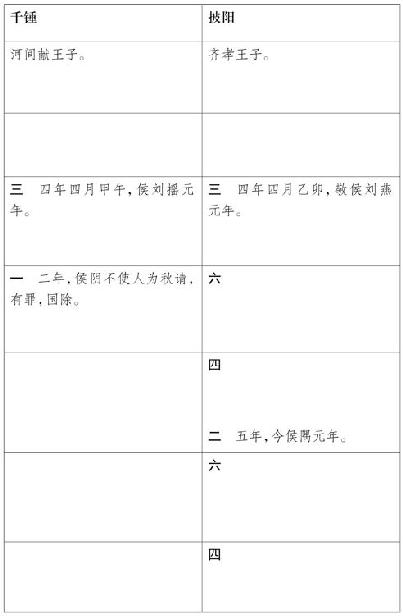 千锺
披阳
河间献王子。
齐孝王子。
三　四年四月甲午，侯刘摇元
年。
三　四年四月乙卯，敬侯刘燕
元年。
一　二年，侯阴不使人为秋请，
有罪，国除。
六
四
二　五年，今侯隅元年。
六
四